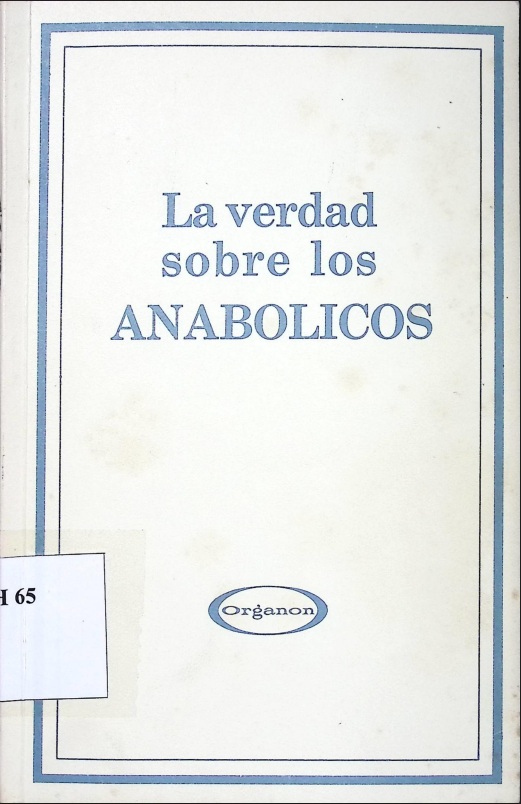 La verdad
sobre los
ANABOLICOS
H 65
Organon